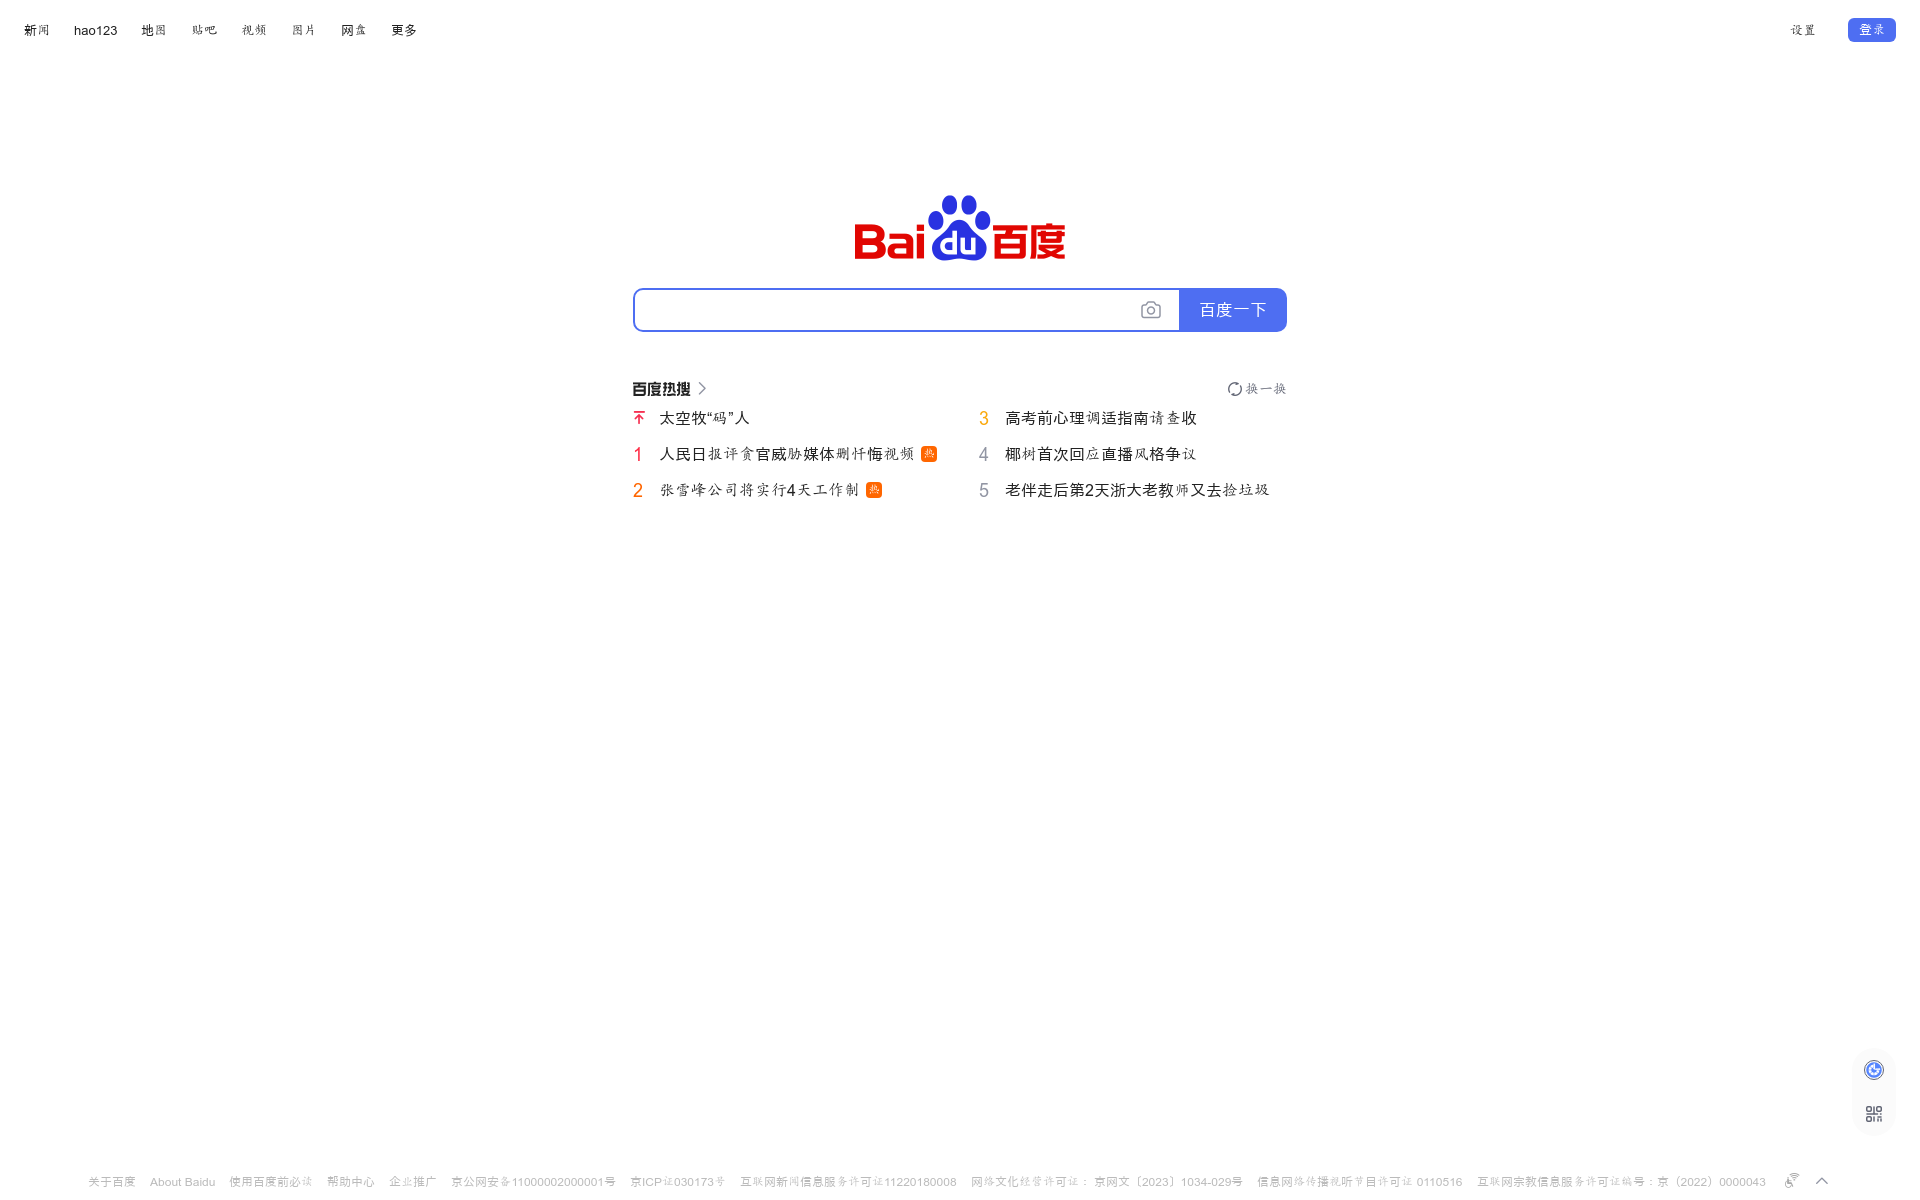 新闻 hao123 地图 贴吧 视频 图片 网盘 更多 设置 登录
Baidu百度
百度一下
百度热搜 换一换
太空牧“码”人
1 人民日报评贪官威胁媒体删忏悔视频 热
2 张雪峰公司将实行4天工作制 热
3 高考前心理调适指南请查收
4 椰树首次回应直播风格争议
5 老伴走后第2天浙大老教师又去捡垃圾
关于百度 About Baidu 使用百度前必读 帮助中心 企业推广 京公网安备11000002000001号 京ICP证030173号 互联网新闻信息服务许可证11220180008 网络文化经营许可证： 京网文〔2023〕1034-029号 信息网络传播视听节目许可证 0110516 互联网宗教信息服务许可证编号：京（2022）0000043